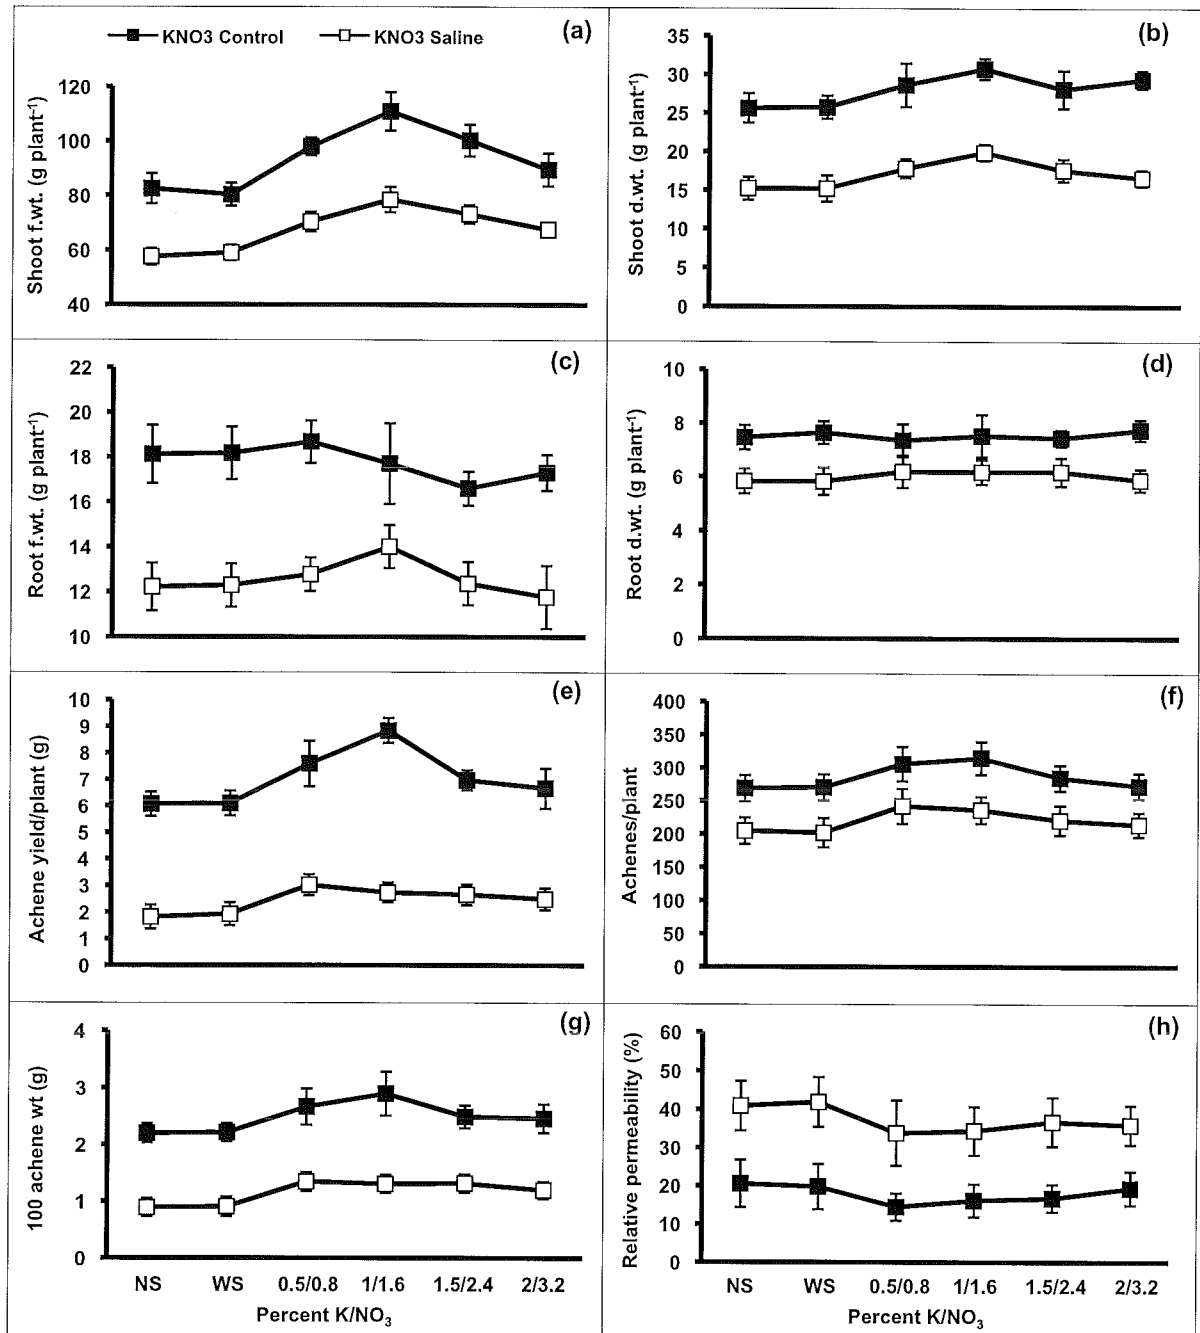 KNO3 Control KNO3 Saline (a)
Shoot f.wt. (g plant⁻¹)
120
100
80
60
40
(b)
Shoot d.wt. (g plant⁻¹)
35
30
25
20
15
10
5
0
(c)
Root f.wt. (g plant⁻¹)
22
20
18
16
14
12
10
(d)
Root d.wt. (g plant⁻¹)
10
8
6
4
2
0
(e)
Achene yield/plant (g)
10
9
8
7
6
5
4
3
2
1
0
(f)
Achenes/plant
400
350
300
250
200
150
100
50
0
(g)
100 achene wt (g)
4
3
2
1
0
NS WS 0.5/0.8 1/1.6 1.5/2.4 2/3.2
Percent K/NO₃
(h)
Relative permeability (%)
60
50
40
30
20
10
0
NS WS 0.5/0.8 1/1.6 1.5/2.4 2/3.2
Percent K/NO₃